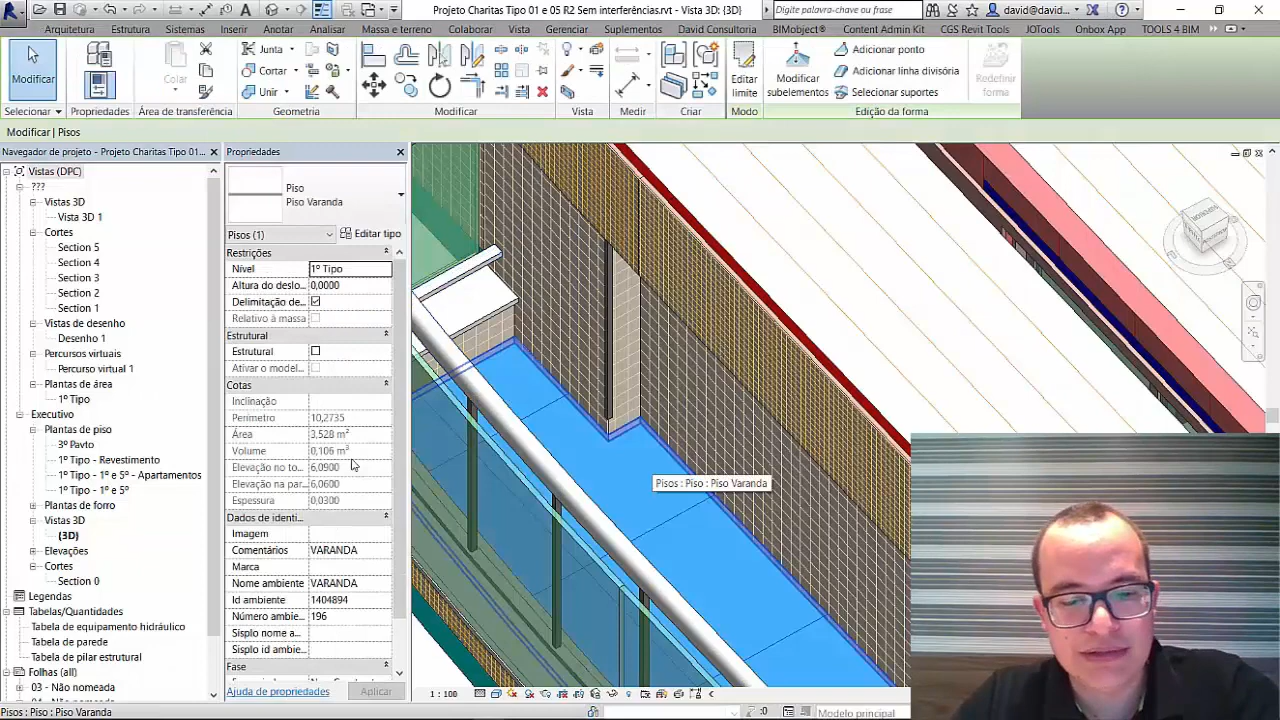 Projeto Charitas Tipo 01 e 05 R2 Sem interferências.rvt - Vista 3D: {3D}
Digite palavra-chave ou frase
david@david...
Arquitetura
Estrutura
Sistemas
Inserir
Anotar
Analisar
Massa e terreno
Colaborar
Vista
Gerenciar
Suplementos
David Consultoria
BIMobject®
Content Admin Kit
CGS Revit Tools
JOTools
Onbox App
TOOLS 4 BIM
Modificar
Colar
Junta
Cortar
Unir
Editar
limite
Modificar
subelementos
Adicionar ponto
Adicionar linha divisória
Selecionar suportes
Redefinir
forma
Selecionar
Propriedades
Área de transferência
Geometria
Modificar
Vista
Medir
Criar
Modo
Edição da forma
Modificar | Pisos
Navegador de projeto - Projeto Charitas Tipo 01...
Vistas (DPC)
???
Vistas 3D
Vista 3D 1
Cortes
Section 5
Section 4
Section 3
Section 2
Section 1
Vistas de desenho
Desenho 1
Percursos virtuais
Percurso virtual 1
Plantas de área
1º Tipo
Executivo
Plantas de piso
3º Pavto
1º Tipo - Revestimento
1º Tipo - 1º e 5º - Apartamentos
1º Tipo - 1º e 5º
Plantas de forro
Vistas 3D
{3D}
Elevações
Cortes
Section 0
Legendas
Tabelas/Quantidades
Tabela de equipamento hidráulico
Tabela de parede
Tabela de pilar estrutural
Folhas (all)
03 - Não nomeada
Propriedades
Piso
Piso Varanda
Pisos (1)
Editar tipo
Restrições
Nível 1º Tipo
Altura do deslo... 0,0000
Delimitação de...
Relativo à massa
Estrutural
Estrutural
Ativar o model...
Cotas
Inclinação
Perímetro 10,2735
Área 3,528 m²
Volume 0,106 m³
Elevação no to... 6,0900
Elevação na par... 6,0600
Espessura 0,0300
Dados de identi...
Imagem
Comentários VARANDA
Marca
Nome ambiente VARANDA
Id ambiente 1404894
Número ambie... 196
Sisplo nome a...
Sisplo id ambie...
Fase
Ajuda de propriedades
Aplicar
Pisos : Piso : Piso Varanda
1 : 100
:0
Modelo principal
Pisos : Piso : Piso Varanda